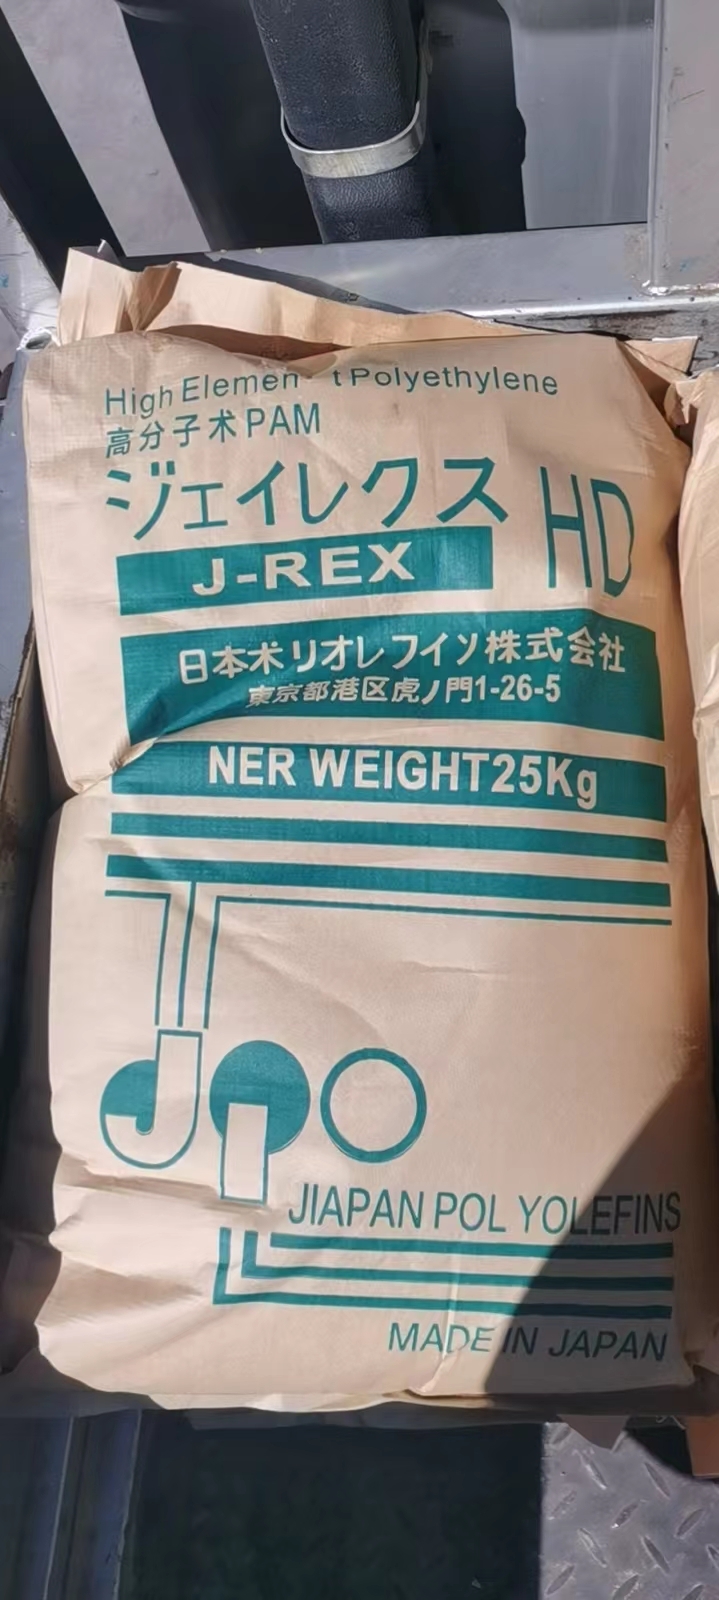 High Elemen t Polyethylene
高分子术PAM
ジェイレクス HD
J-REX
日本术リオレフイソ株式会社
東京都港区虎ノ門1-26-5
NER WEIGHT25Kg
JPO
JIAPAN POL YOLEFINS
MADE IN JAPAN